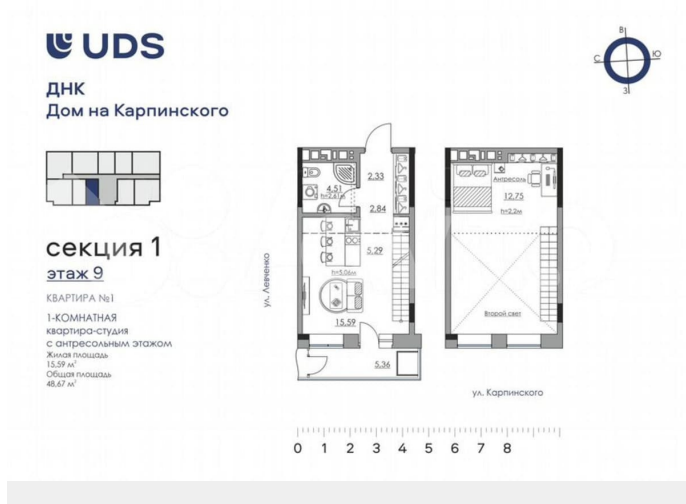 UDS
ДНК
Дом на Карпинского
В
С
Ю
З
секция 1
этаж 9
КВАРТИРА №1
1-КОМНАТНАЯ
квартира-студия
с антресольным этажом
Жилая площадь
15,59 м²
Общая площадь
48,67 м²
ул. Левченко
4.51
h=2.61м
2.33
2.84
5.29
h=5.06м
15.59
5.36
Антресоль
12.75
h=2.2м
Второй свет
ул. Карпинского
0 1 2 3 4 5 6 7 8